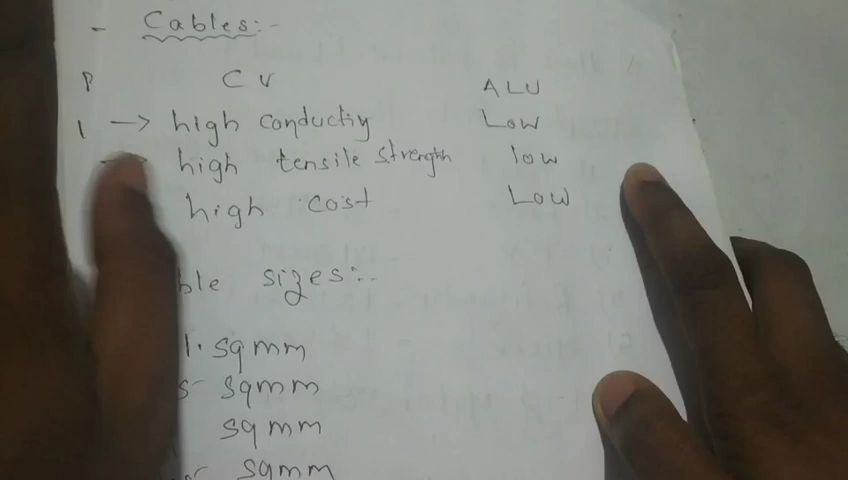 - Cables:-
P CU ALU
1 → high conductiy Low
→ high tensile strength low
high cost Low
ble sizes:-
1. sqmm
5 sqmm
sqmm
sqmm